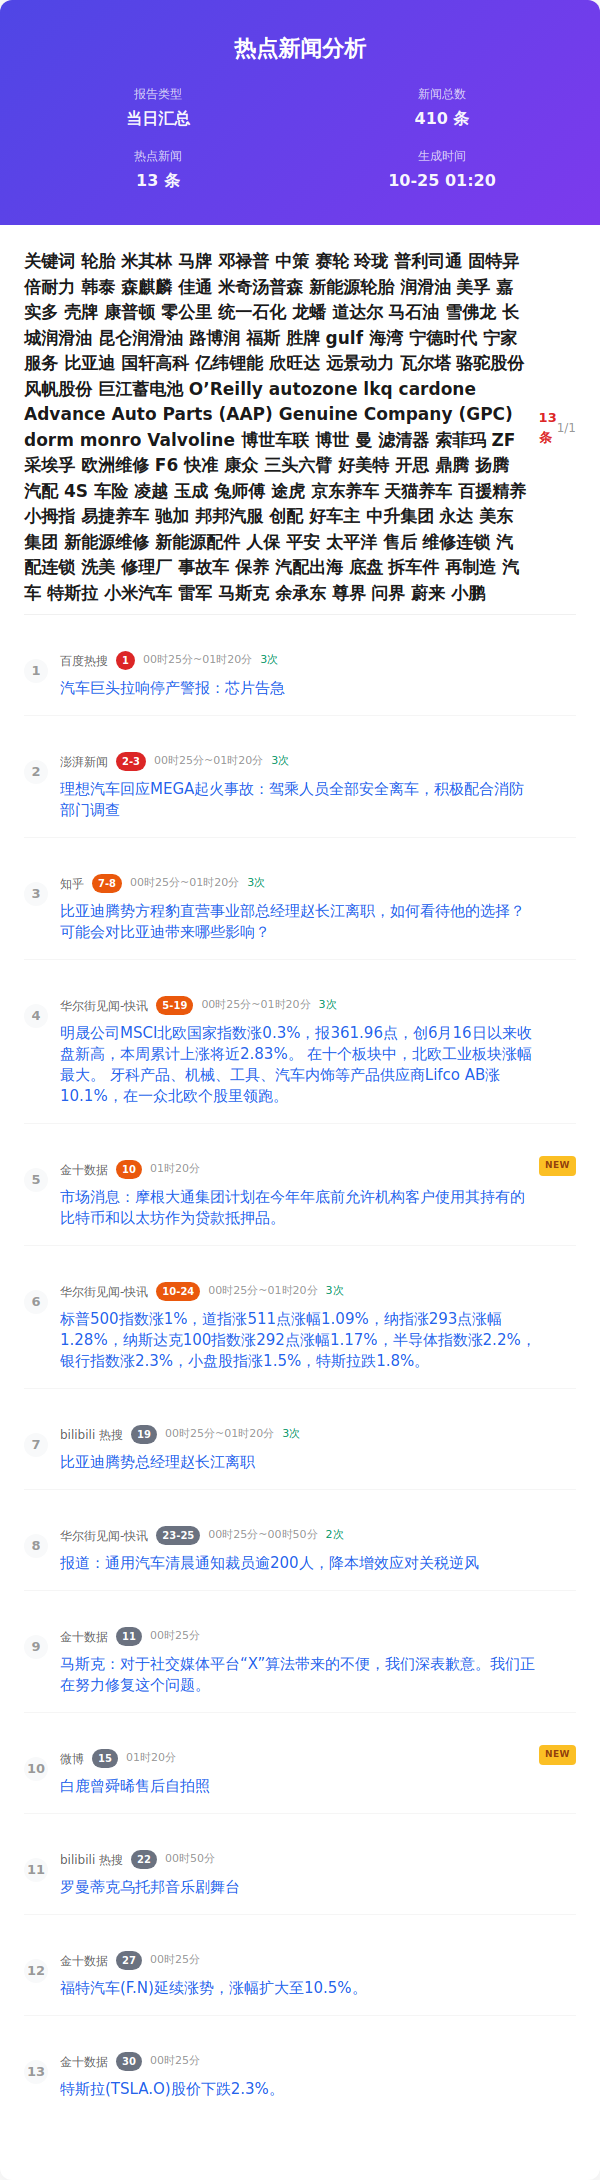 热点新闻分析
报告类型
当日汇总
新闻总数
410 条
热点新闻
13 条
生成时间
10-25 01:20
关键词 轮胎 米其林 马牌 邓禄普 中策 赛轮 玲珑 普利司通 固特异
倍耐力 韩泰 森麒麟 佳通 米奇汤普森 新能源轮胎 润滑油 美孚 嘉
实多 壳牌 康普顿 零公里 统一石化 龙蟠 道达尔 马石油 雪佛龙 长
城润滑油 昆仑润滑油 路博润 福斯 胜牌 gulf 海湾 宁德时代 宁家
服务 比亚迪 国轩高科 亿纬锂能 欣旺达 远景动力 瓦尔塔 骆驼股份
风帆股份 巨江蓄电池 O’Reilly autozone lkq cardone
Advance Auto Parts (AAP) Genuine Company (GPC)
dorm monro Valvoline 博世车联 博世 曼 滤清器 索菲玛 ZF
采埃孚 欧洲维修 F6 快准 康众 三头六臂 好美特 开思 鼎腾 扬腾
汽配 4S 车险 凌越 玉成 兔师傅 途虎 京东养车 天猫养车 百援精养
小拇指 易捷养车 驰加 邦邦汽服 创配 好车主 中升集团 永达 美东
集团 新能源维修 新能源配件 人保 平安 太平洋 售后 维修连锁 汽
配连锁 洗美 修理厂 事故车 保养 汽配出海 底盘 拆车件 再制造 汽
车 特斯拉 小米汽车 雷军 马斯克 余承东 尊界 问界 蔚来 小鹏
13
条
1/1
1
百度热搜 1 00时25分~01时20分 3次
汽车巨头拉响停产警报：芯片告急
2
澎湃新闻 2-3 00时25分~01时20分 3次
理想汽车回应MEGA起火事故：驾乘人员全部安全离车，积极配合消防
部门调查
3
知乎 7-8 00时25分~01时20分 3次
比亚迪腾势方程豹直营事业部总经理赵长江离职，如何看待他的选择？
可能会对比亚迪带来哪些影响？
4
华尔街见闻-快讯 5-19 00时25分~01时20分 3次
明晟公司MSCI北欧国家指数涨0.3%，报361.96点，创6月16日以来收
盘新高，本周累计上涨将近2.83%。 在十个板块中，北欧工业板块涨幅
最大。 牙科产品、机械、工具、汽车内饰等产品供应商Lifco AB涨
10.1%，在一众北欧个股里领跑。
5
金十数据 10 01时20分
NEW
市场消息：摩根大通集团计划在今年年底前允许机构客户使用其持有的
比特币和以太坊作为贷款抵押品。
6
华尔街见闻-快讯 10-24 00时25分~01时20分 3次
标普500指数涨1%，道指涨511点涨幅1.09%，纳指涨293点涨幅
1.28%，纳斯达克100指数涨292点涨幅1.17%，半导体指数涨2.2%，
银行指数涨2.3%，小盘股指涨1.5%，特斯拉跌1.8%。
7
bilibili 热搜 19 00时25分~01时20分 3次
比亚迪腾势总经理赵长江离职
8
华尔街见闻-快讯 23-25 00时25分~00时50分 2次
报道：通用汽车清晨通知裁员逾200人，降本增效应对关税逆风
9
金十数据 11 00时25分
马斯克：对于社交媒体平台“X”算法带来的不便，我们深表歉意。我们正
在努力修复这个问题。
10
微博 15 01时20分
NEW
白鹿曾舜晞售后自拍照
11
bilibili 热搜 22 00时50分
罗曼蒂克乌托邦音乐剧舞台
12
金十数据 27 00时25分
福特汽车(F.N)延续涨势，涨幅扩大至10.5%。
13
金十数据 30 00时25分
特斯拉(TSLA.O)股价下跌2.3%。